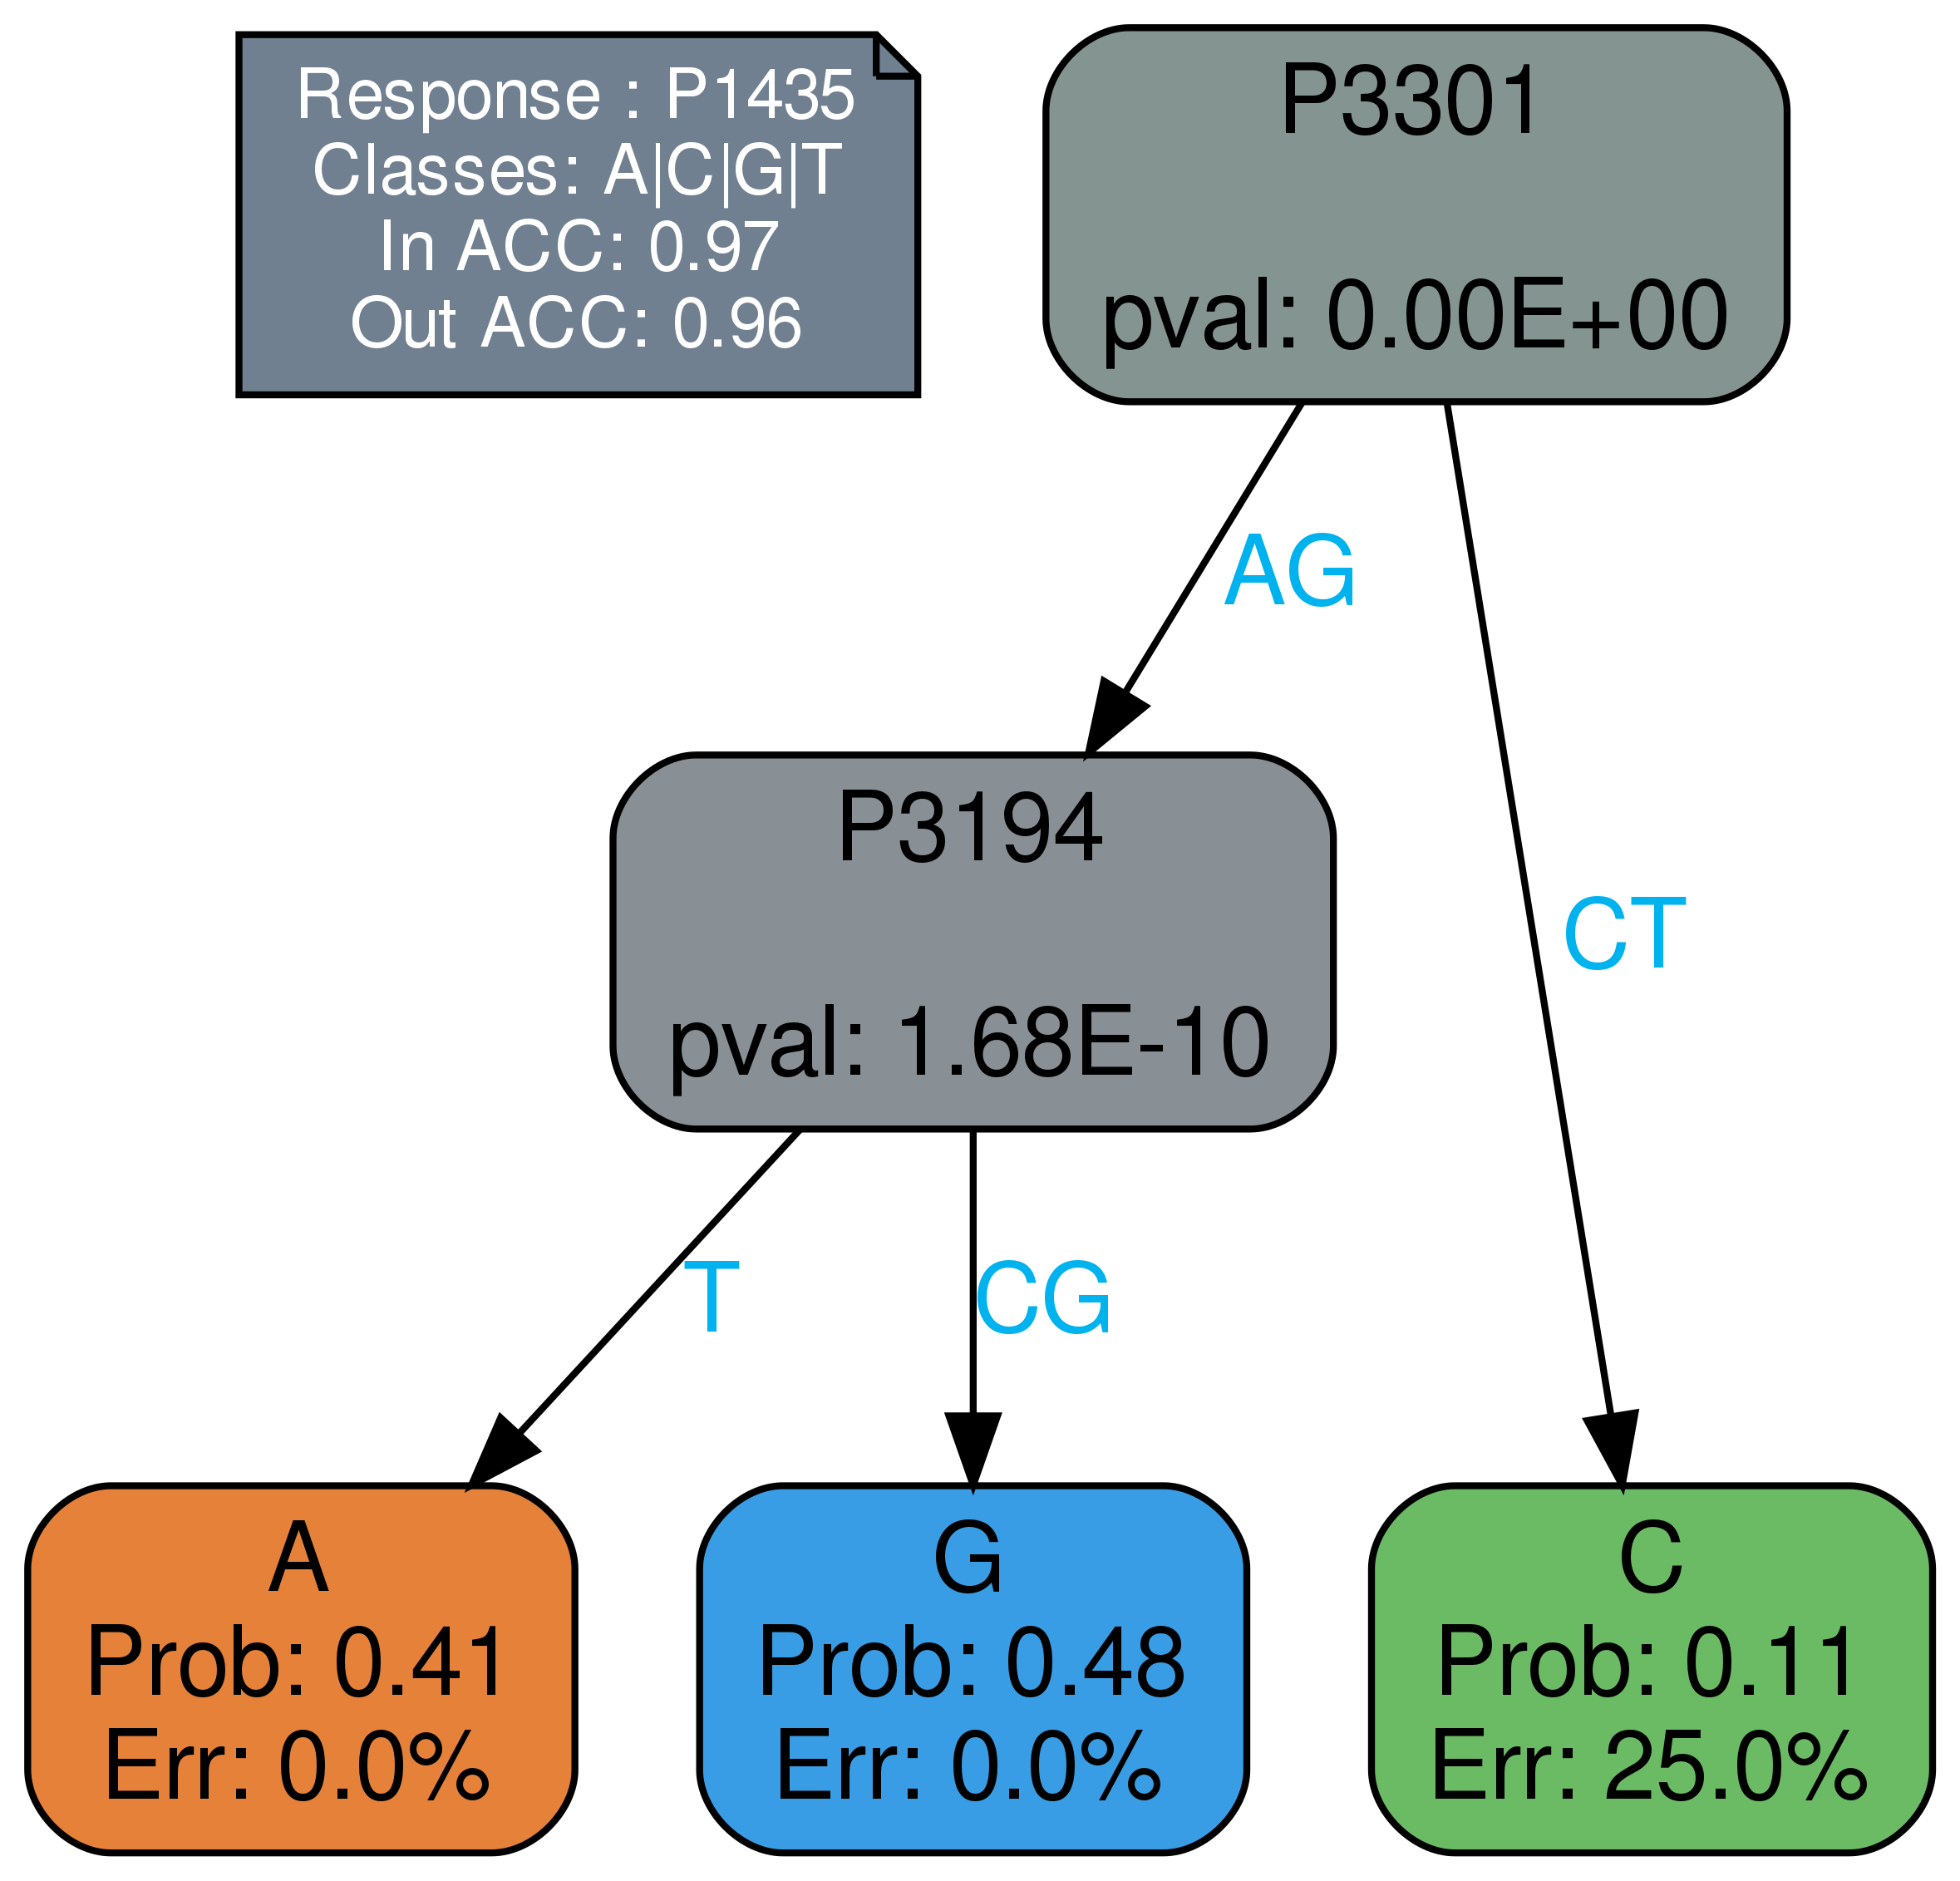 Response : P1435
Classes: A|C|G|T
In ACC: 0.97
Out ACC: 0.96
P3301
pval: 0.00E+00
AG
P3194
pval: 1.68E-10
CT
T
CG
A
Prob: 0.41
Err: 0.0%
G
Prob: 0.48
Err: 0.0%
C
Prob: 0.11
Err: 25.0%